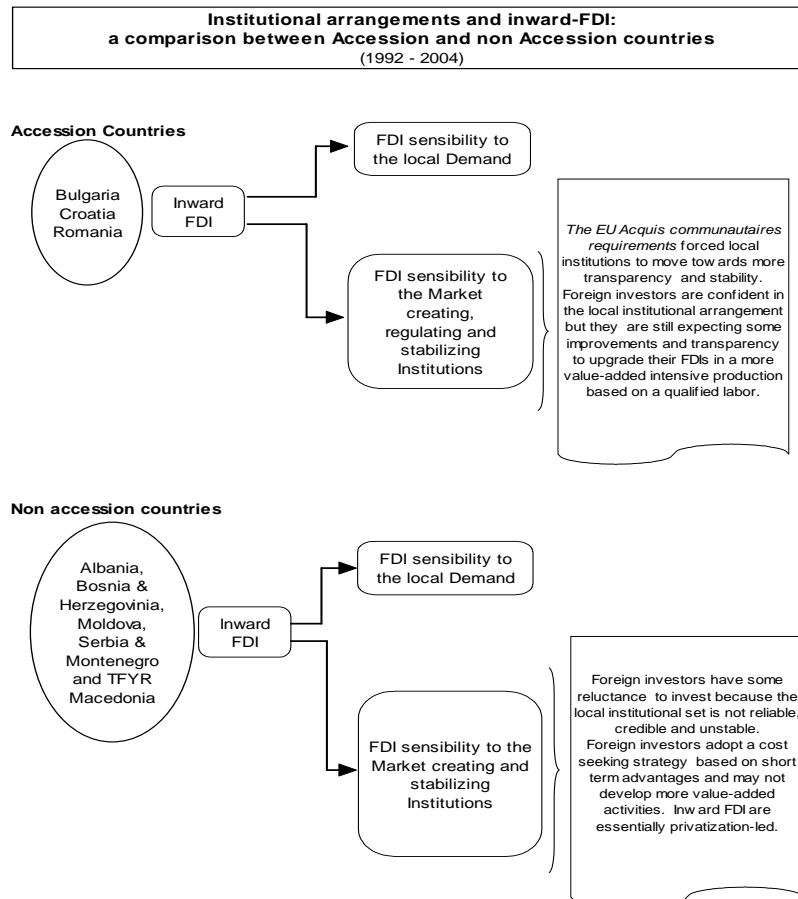 Institutional arrangements and inward-FDI:
a comparison between Accession and non Accession countries
(1992 - 2004)
Accession Countries
Bulgaria
Croatia
Romania
Inward
FDI
FDI sensibility to
the local Demand
FDI sensibility to
the Market
creating,
regulating and
stabilizing
Institutions
The EU Acquis communautaires
requirements forced local
institutions to move towards more
transparency and stability.
Foreign investors are confident in
the local institutional arrangement
but they are still expecting some
improvements and transparency
to upgrade their FDIs in a more
value-added intensive production
based on a qualified labor.
Non accession countries
Albania,
Bosnia &
Herzegovinia,
Moldova,
Serbia &
Montenegro
and TFYR
Macedonia
Inward
FDI
FDI sensibility to
the local Demand
FDI sensibility to the
Market creating and
stabilizing
Institutions
Foreign investors have some
reluctance to invest because the
local institutional set is not reliable,
credible and unstable.
Foreign investors adopt a cost
seeking strategy based on short
term advantages and may not
develop more value-added
activities. Inward FDI are
essentially privatization-led.